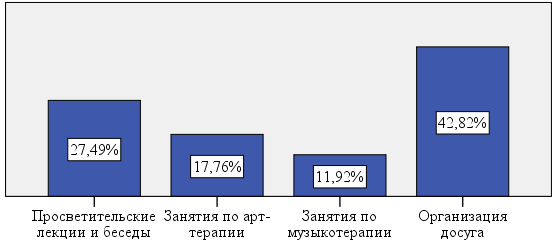 27,49%
17,76%
11,92%
42,82%
Просветительские
лекции и беседы
Занятия по арт-
терапии
Занятия по
музыкотерапии
Организация
досуга